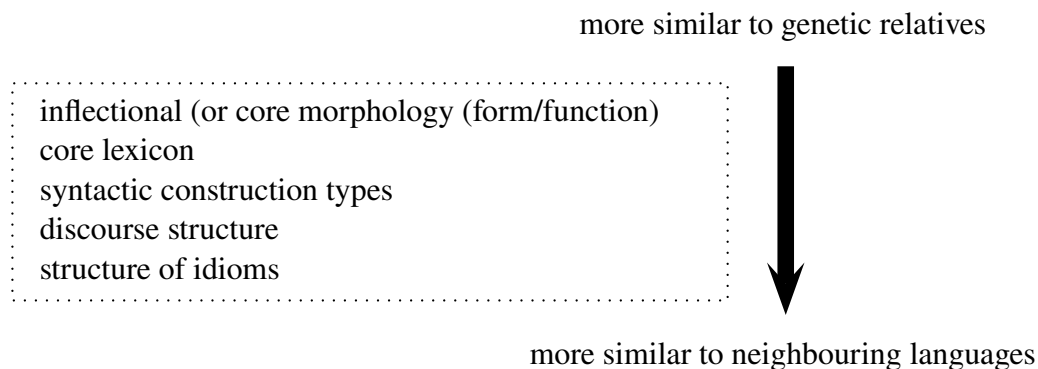 more similar to genetic relatives
inflectional (or core morphology (form/function)
core lexicon
syntactic construction types
discourse structure
structure of idioms
more similar to neighbouring languages